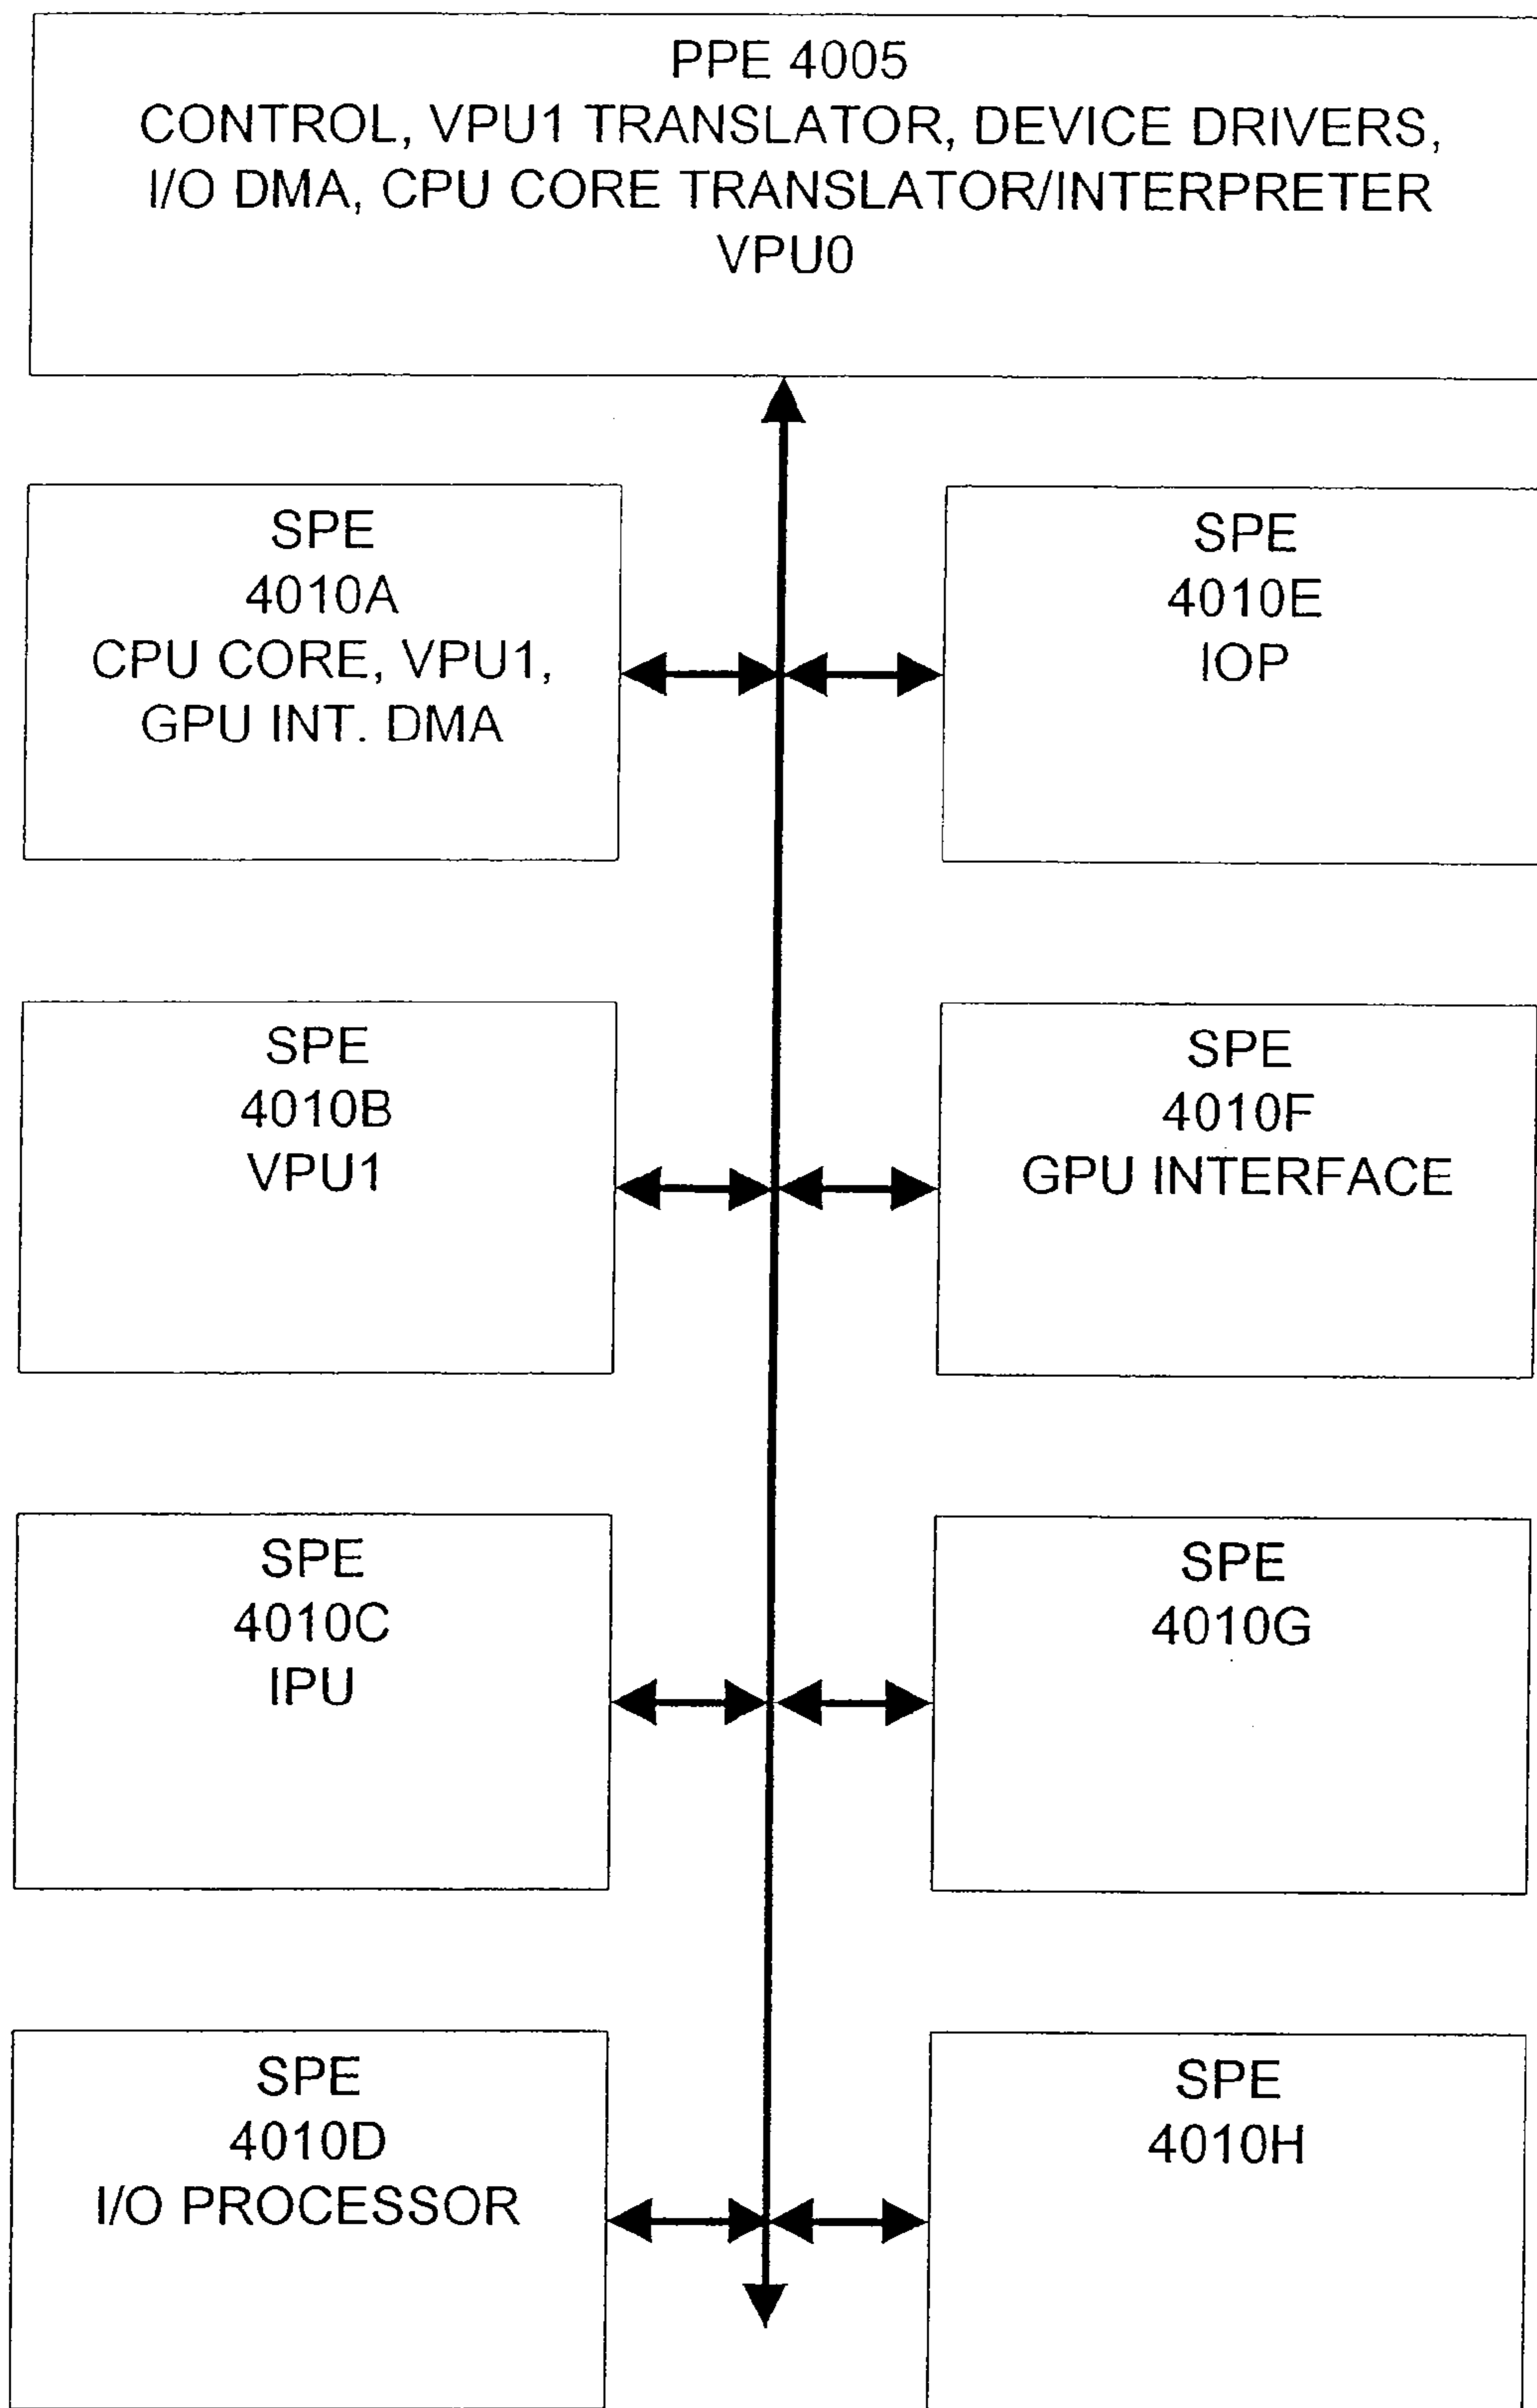 PPE 4005
CONTROL, VPU1 TRANSLATOR, DEVICE DRIVERS,
I/O DMA, CPU CORE TRANSLATOR/INTERPRETER
VPU0
SPE
4010A
CPU CORE, VPU1,
GPU INT. DMA
SPE
4010E
IOP
SPE
4010B
VPU1
SPE
4010F
GPU INTERFACE
SPE
4010C
IPU
SPE
4010G
SPE
4010D
I/O PROCESSOR
SPE
4010H